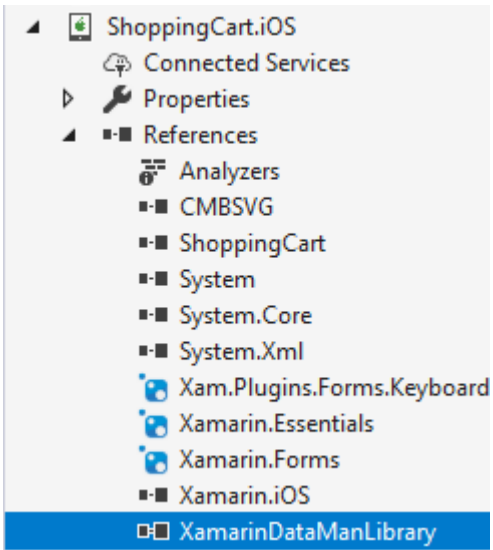 ShoppingCart.iOS
Connected Services
Properties
References
Analyzers
CMBSVG
ShoppingCart
System
System.Core
System.Xml
Xam.Plugins.Forms.Keyboard
Xamarin.Essentials
Xamarin.Forms
Xamarin.iOS
XamarinDataManLibrary